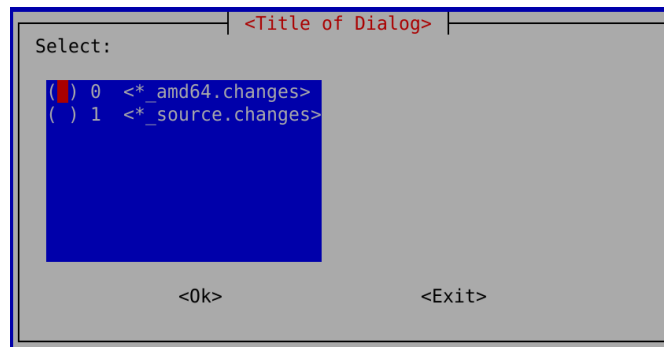 <Title of Dialog>
Select:
( ) 0 <*_amd64.changes>
( ) 1 <*_source.changes>
<Ok> <Exit>